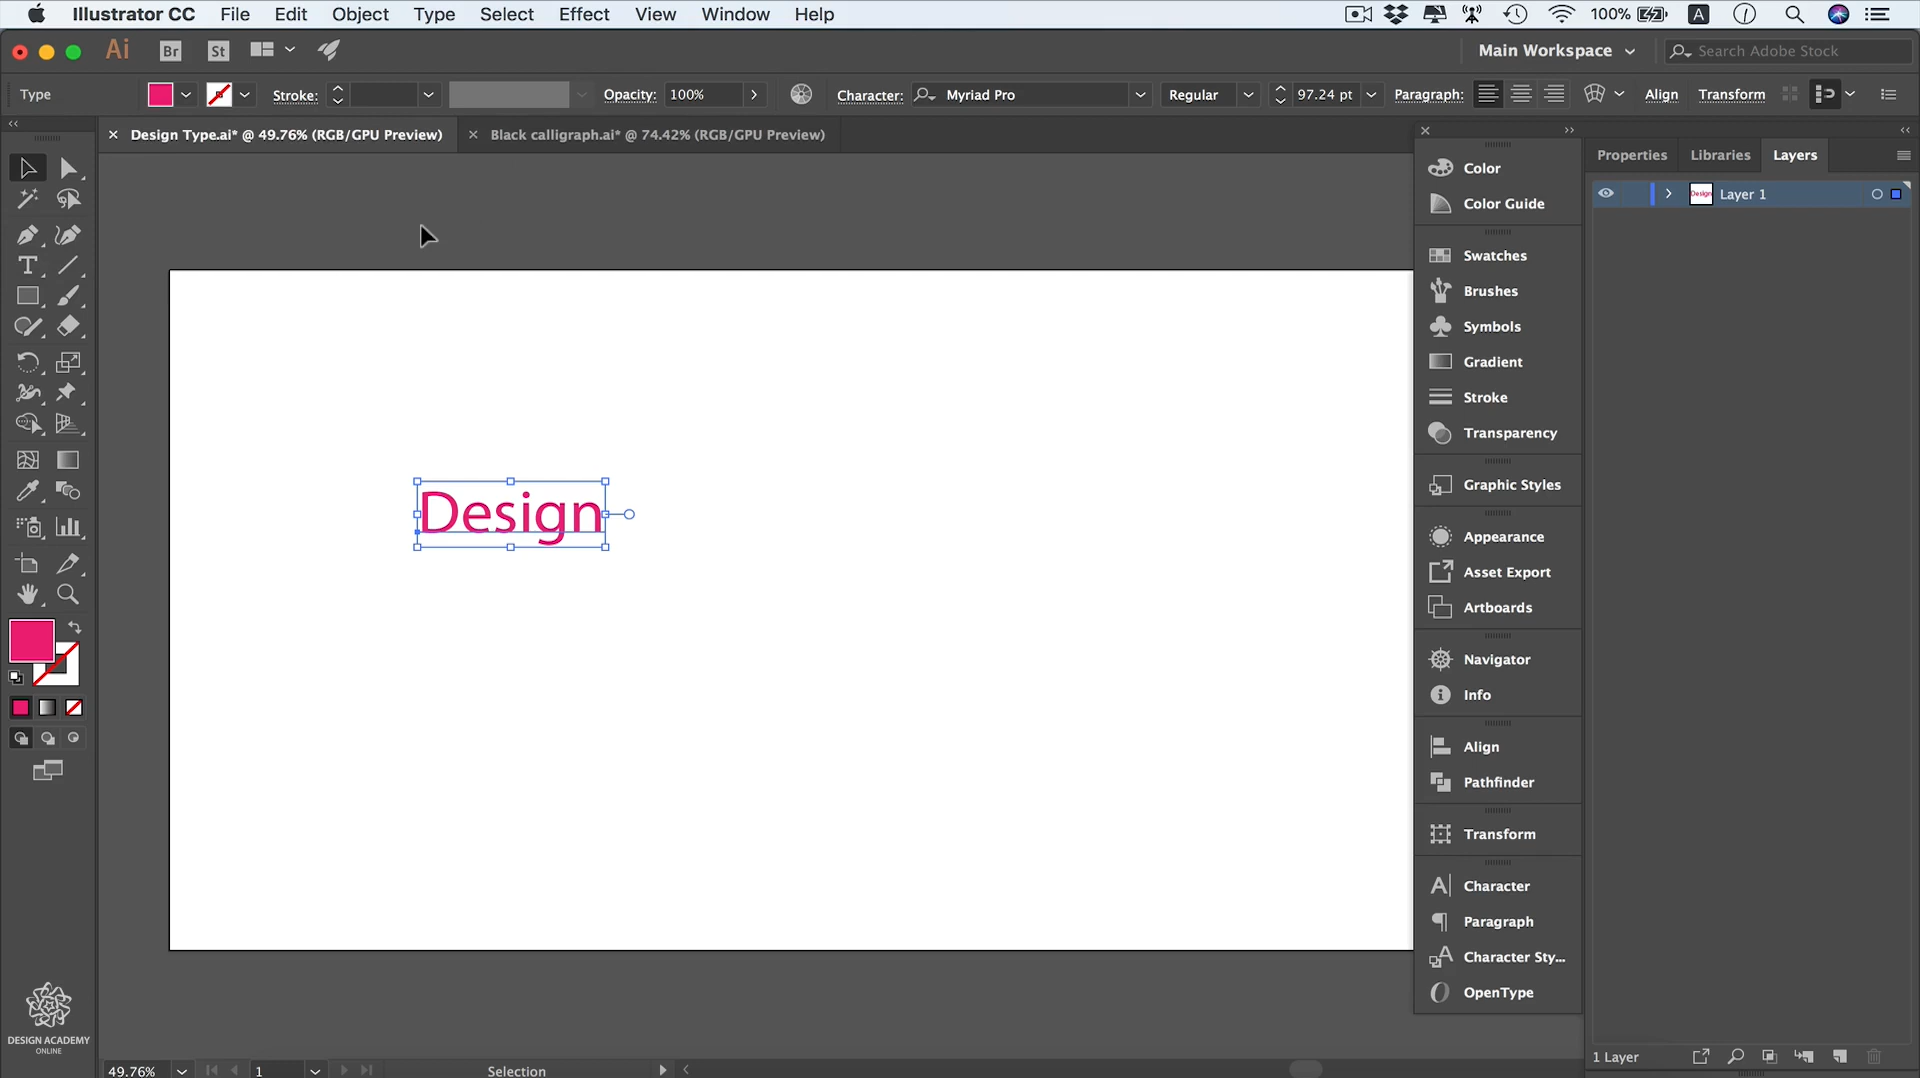 Illustrator CC File Edit Object Type Select Effect View Window Help 100% A
Ai Br St Main Workspace Search Adobe Stock
Type Stroke: Opacity: 100% Character: Myriad Pro Regular 97.24 pt Paragraph: Align Transform
Design Type.ai* @ 49.76% (RGB/GPU Preview) Black calligraph.ai* @ 74.42% (RGB/GPU Preview)
Properties Libraries Layers
Design Layer 1
Color
Color Guide
Swatches
Brushes
Symbols
Gradient
Stroke
Transparency
Graphic Styles
Appearance
Asset Export
Artboards
Navigator
Info
Align
Pathfinder
Transform
Character
Paragraph
Character Sty...
OpenType
Design
DESIGN ACADEMY
ONLINE
49.76% 1 Selection
1 Layer